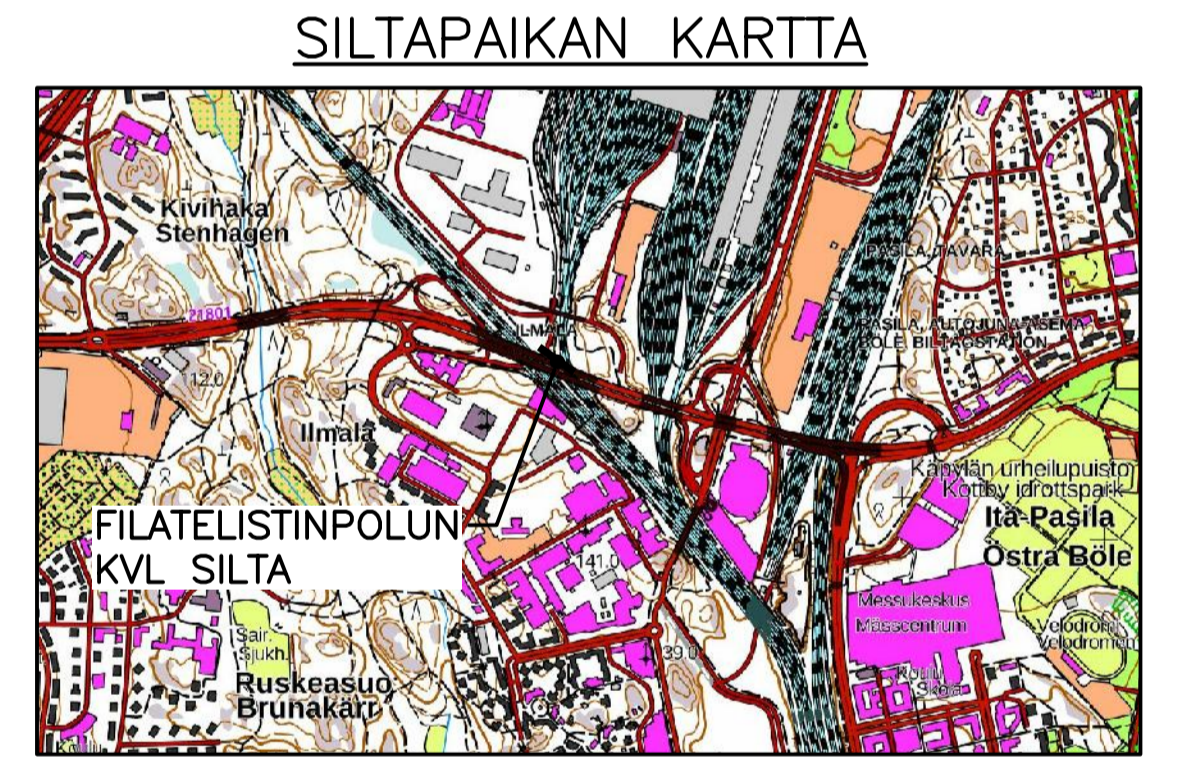 SILTAPAIKAN KARTTA
Kivihaka
Stenhagen
PASILA, TAVARA
21801
ILMALA
PASILA, AUTOJUNA-ASEMA
BÖLE BILTÅGSTATION
12.0
Ilmala
Käpylän urheilupuisto
Kottby idrottspark
FILATELISTINPOLUN
KVL SILTA
Itä-Pasila
Östra Böle
141.0
Messukeskus
Mässcentrum
Velodromi
Velodromen
Sair.
Sjukh.
39.0
Koulu
Skola
Ruskeasuo
Brunakärr